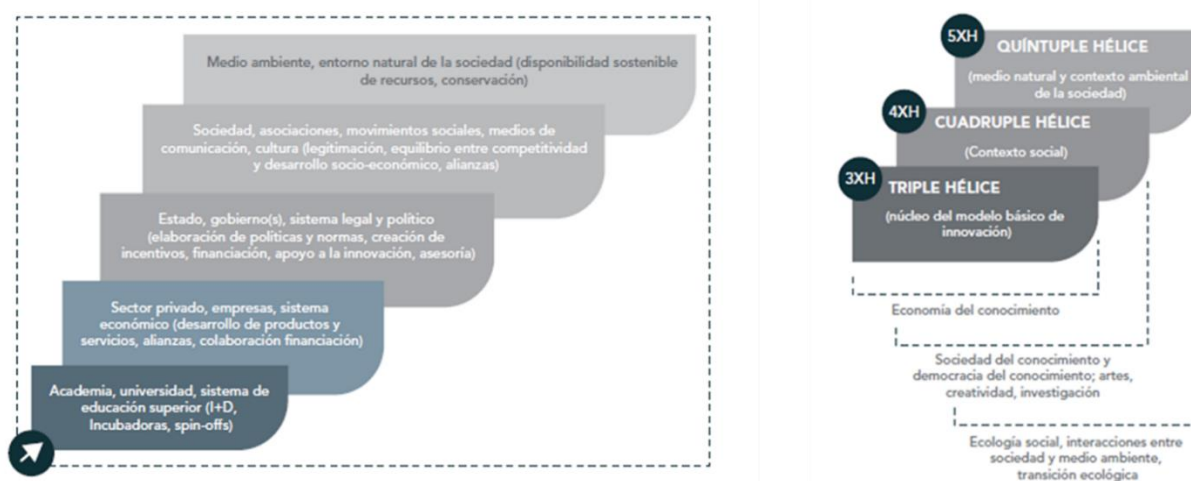 Medio ambiente, entorno natural de la sociedad (disponibilidad sostenible
de recursos, conservación)
Sociedad, asociaciones, movimientos sociales, medios de
comunicación, cultura (legitimación, equilibrio entre competitividad
y desarrollo socio-económico, alianzas)
Estado, gobierno(s), sistema legal y político
(elaboración de políticas y normas, creación de
incentivos, financiación, apoyo a la innovación, asesoría)
Sector privado, empresas, sistema
económico (desarrollo de productos y
servicios, alianzas, colaboración financiación)
Academia, universidad, sistema de
educación superior (I+D,
Incubadoras, spin-offs)
5XH
QUÍNTUPLE HÉLICE
(medio natural y contexto ambiental
de la sociedad)
4XH
CUADRUPLE HÉLICE
(Contexto social)
3XH
TRIPLE HÉLICE
(núcleo del modelo básico de
innovación)
Economía del conocimiento
Sociedad del conocimiento y
democracia del conocimiento; artes,
creatividad, investigación
Ecología social, interacciones entre
sociedad y medio ambiente,
transición ecológica